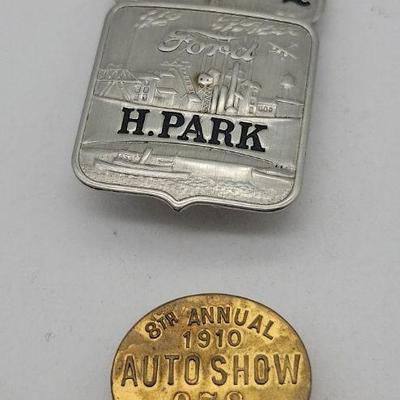 Ford
H.PARK
8TH ANNUAL
1910
AUTO SHOW